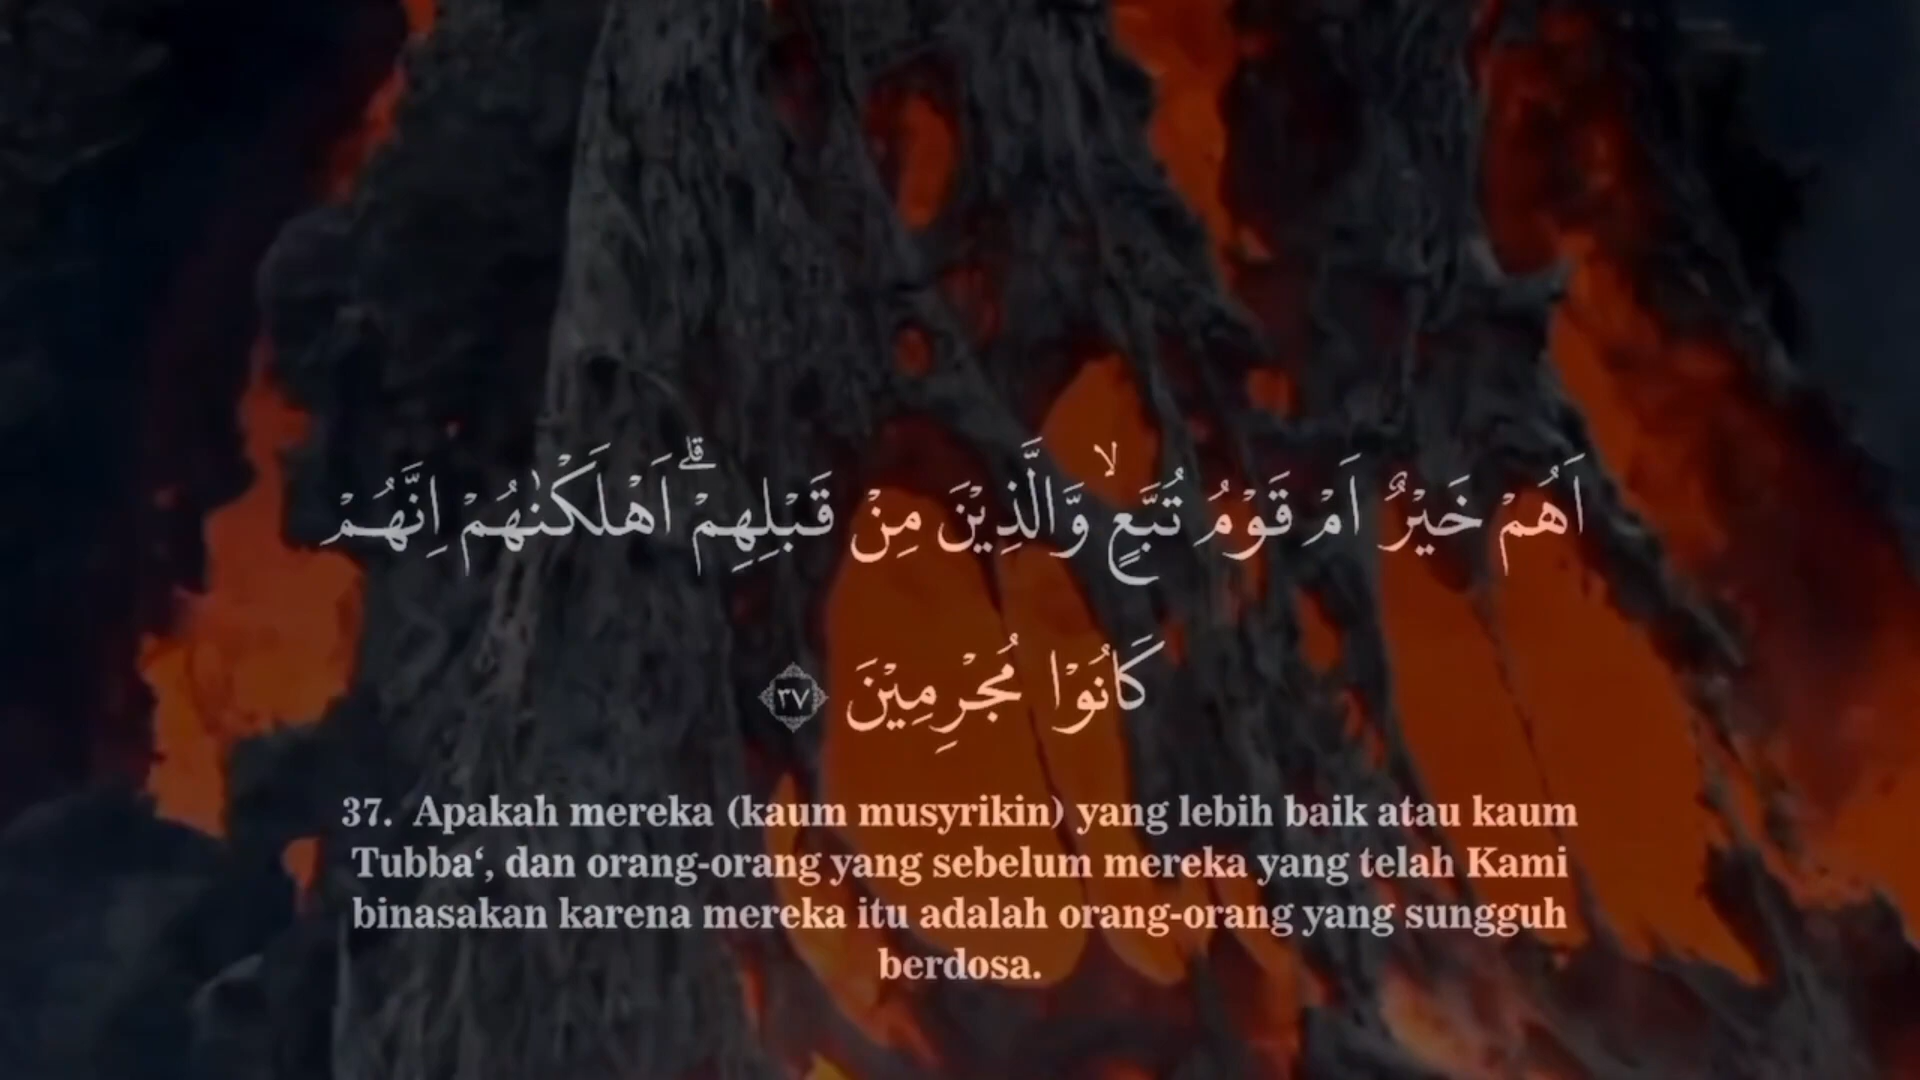 اَهُمْ خَيْرٌ اَمْ قَوْمُ تُبَّعٍۙ وَّالَّذِيْنَ مِنْ قَبْلِهِمْۗ اَهْلَكْنٰهُمْ اِنَّهُمْ
كَانُوْا مُجْرِمِيْنَ ٣٧
37. Apakah mereka (kaum musyrikin) yang lebih baik atau kaum
Tubba‘, dan orang-orang yang sebelum mereka yang telah Kami
binasakan karena mereka itu adalah orang-orang yang sungguh
berdosa.